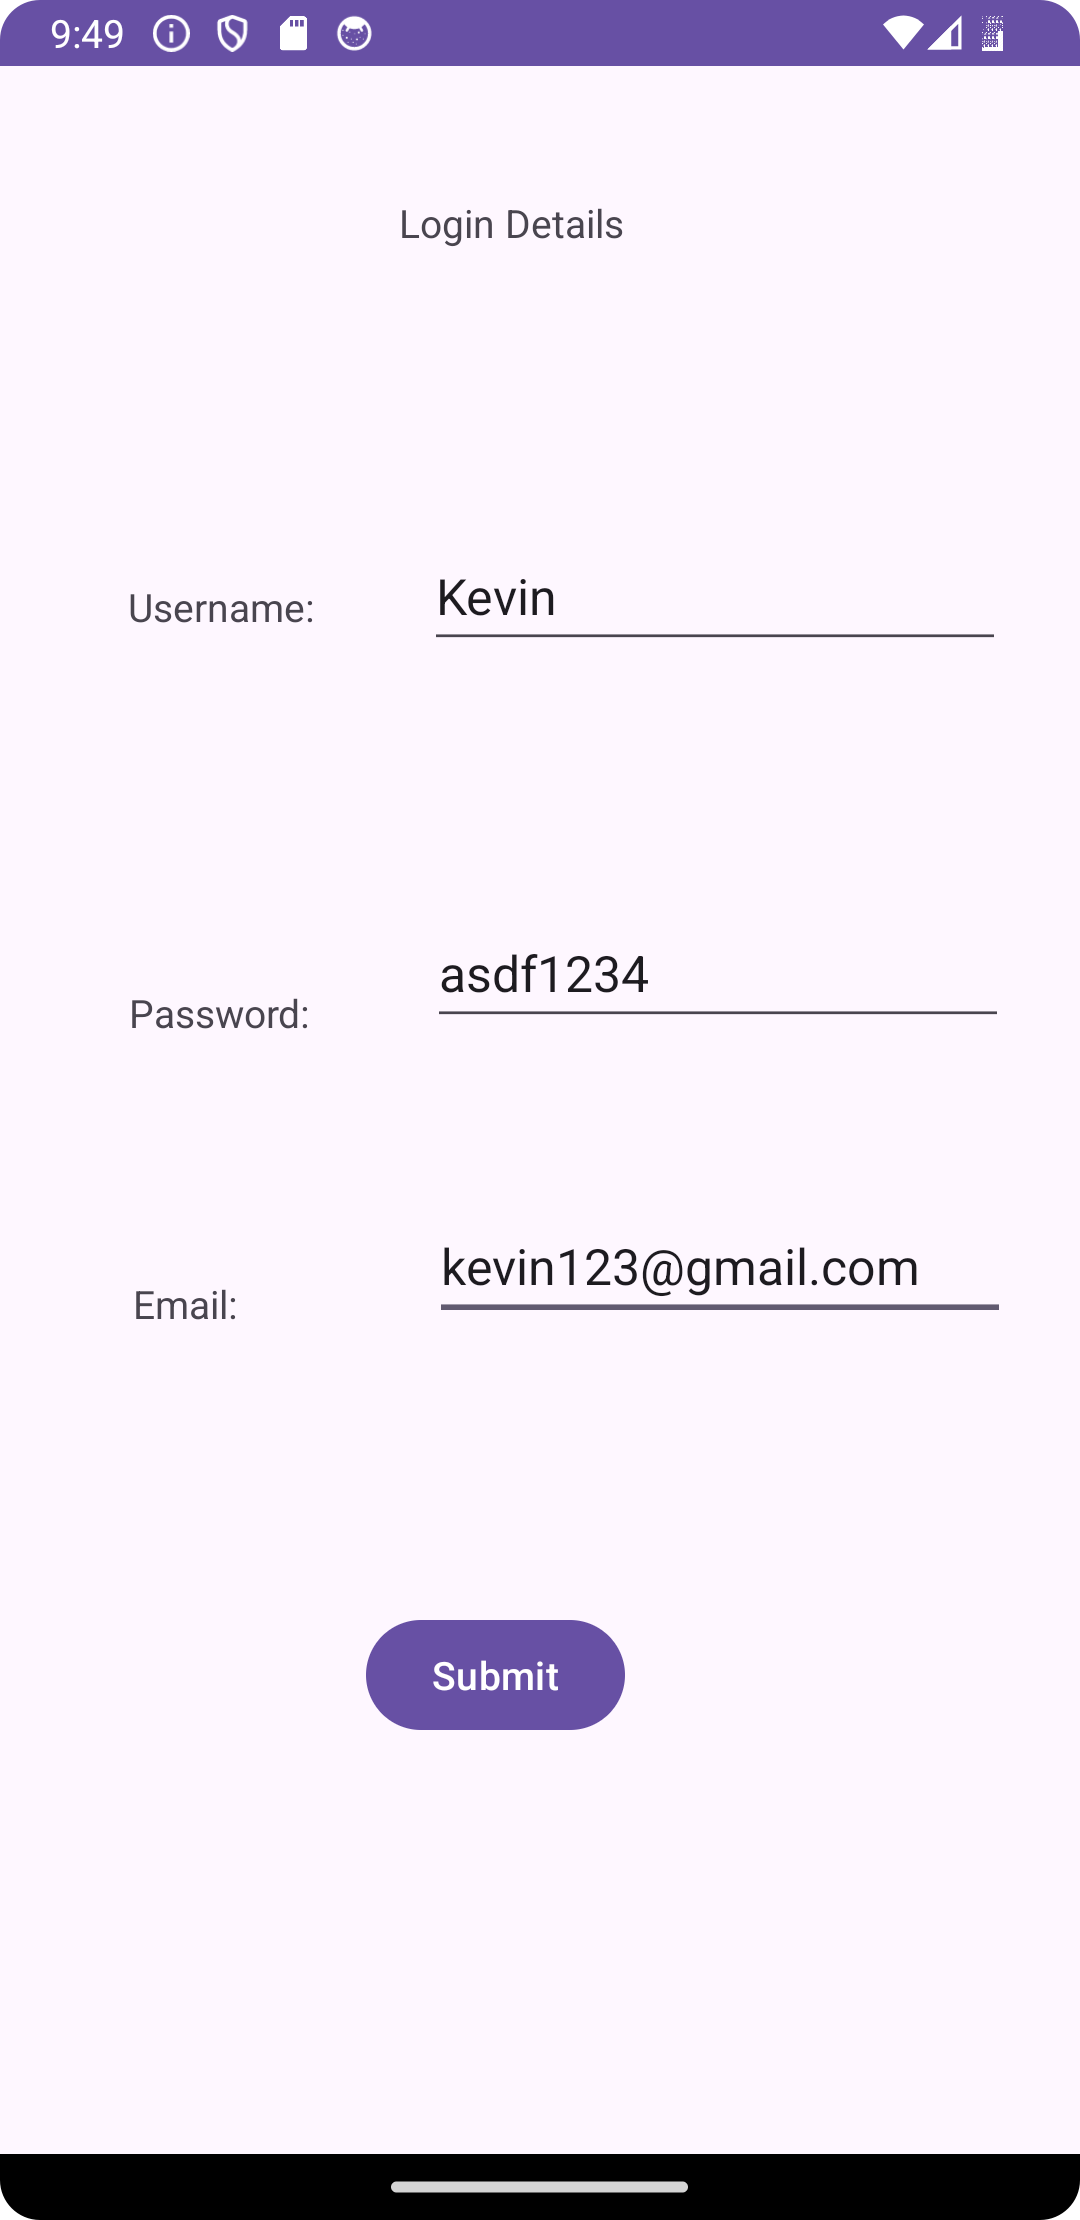 9:49
Login Details
Username: Kevin
Password: asdf1234
Email: kevin123@gmail.com
Submit